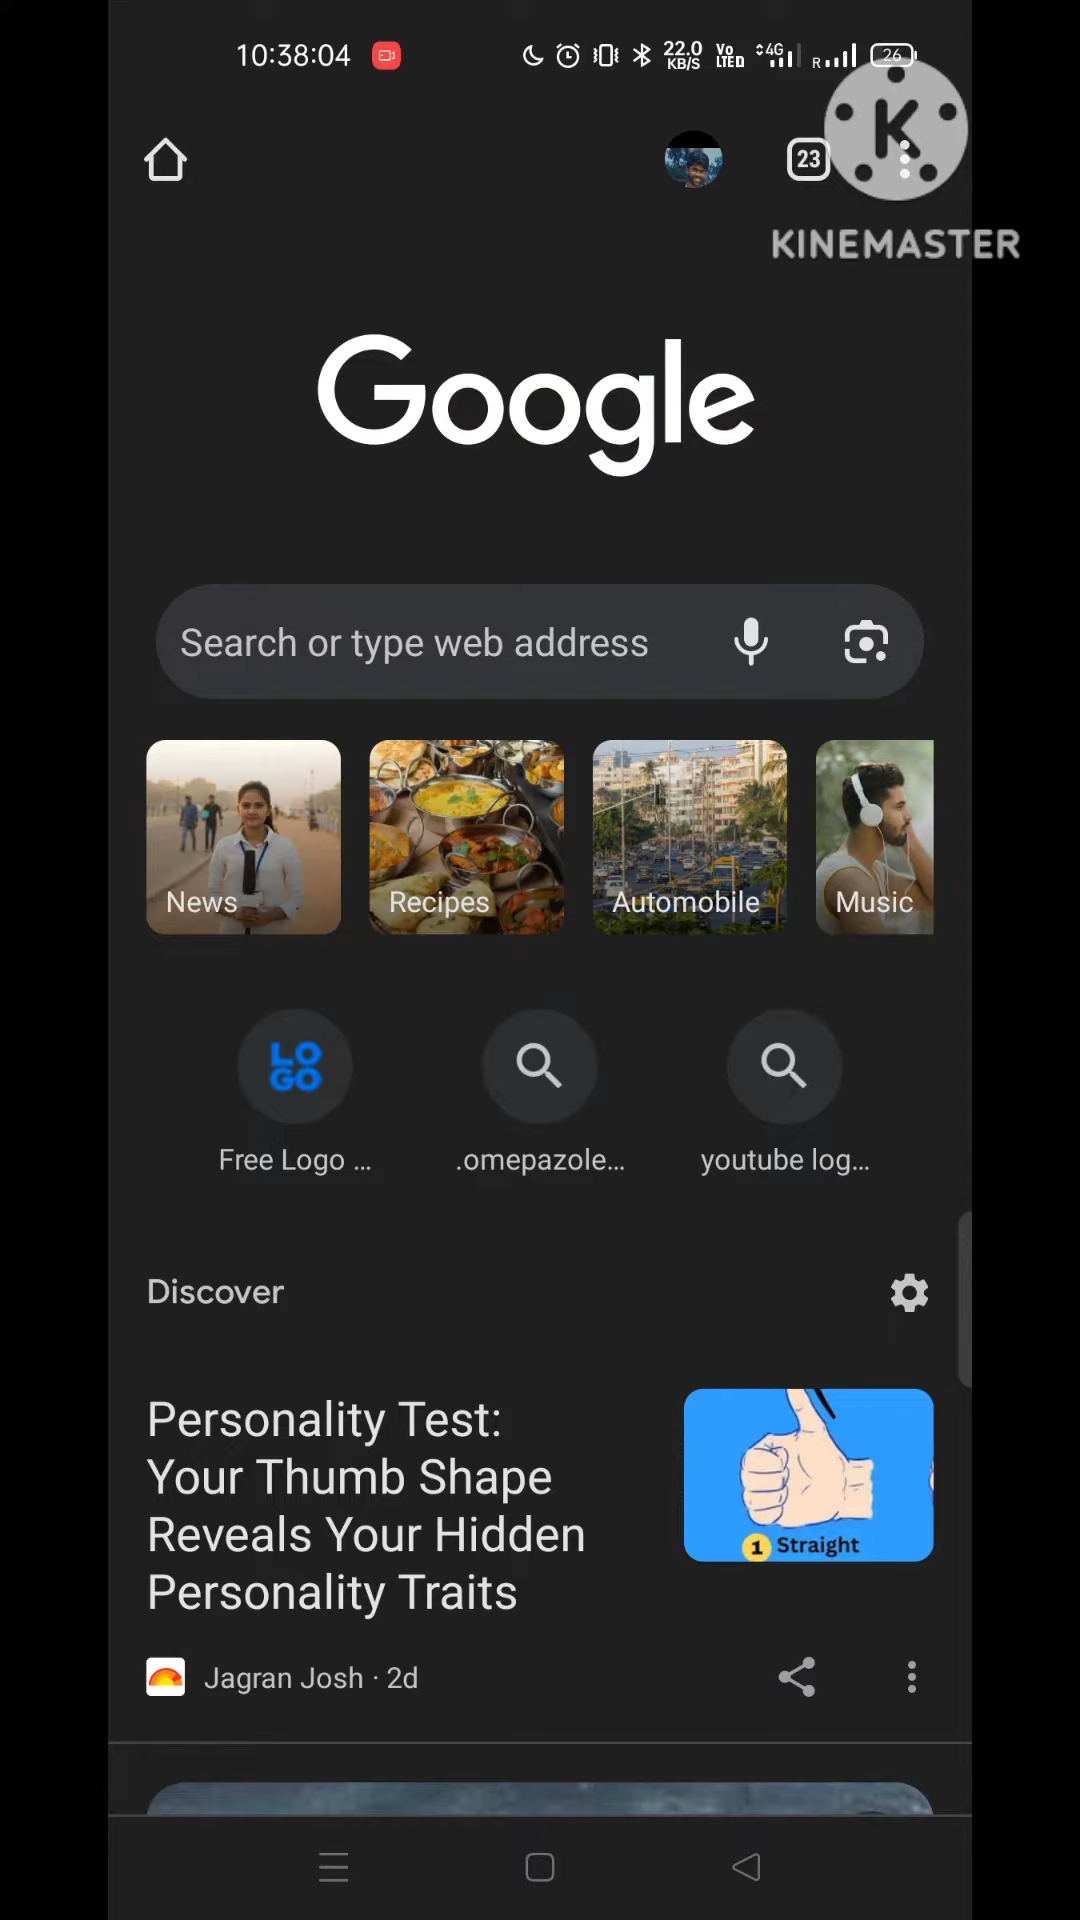 10:38:04
22.0 KB/S
Vo LTED
4G
R
26
23
K
KINEMASTER
Google
Search or type web address
News
Recipes
Automobile
Music
LO
GO
Free Logo ...
.omepazole...
youtube log...
Discover
Personality Test:
Your Thumb Shape
Reveals Your Hidden
Personality Traits
1 Straight
Jagran Josh · 2d